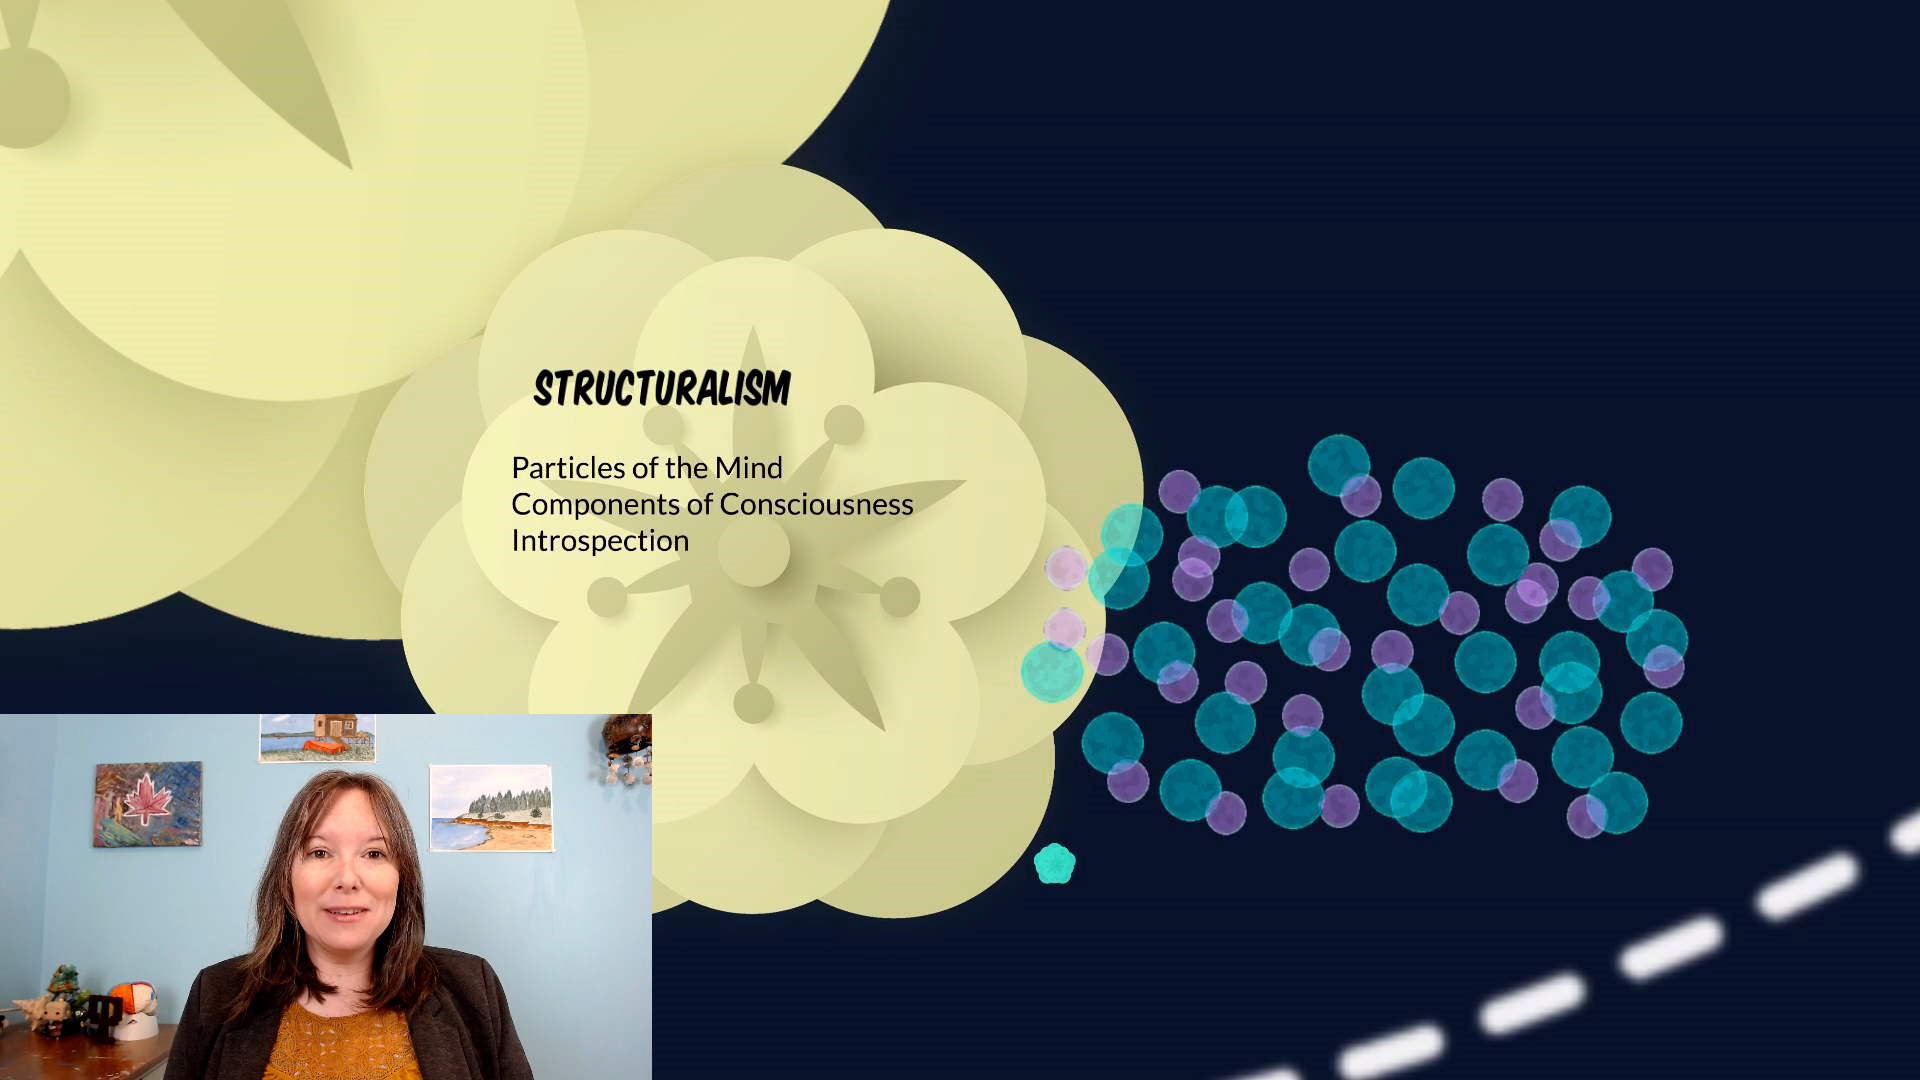 STRUCTURALISM
Particles of the Mind
Components of Consciousness
Introspection